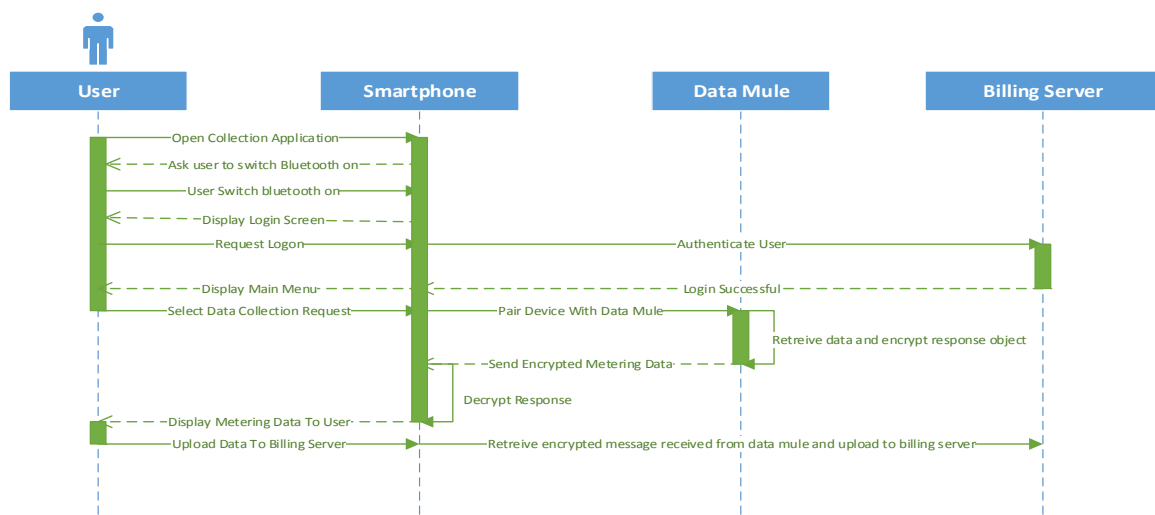 User
Smartphone
Data Mule
Billing Server
Open Collection Application
Ask user to switch Bluetooth on
User Switch bluetooth on
Display Login Screen
Request Logon
Authenticate User
Display Main Menu
Login Successful
Select Data Collection Request
Pair Device With Data Mule
Retreive data and encrypt response object
Send Encrypted Metering Data
Decrypt Response
Display Metering Data To User
Upload Data To Billing Server
Retreive encrypted message received from data mule and upload to billing server